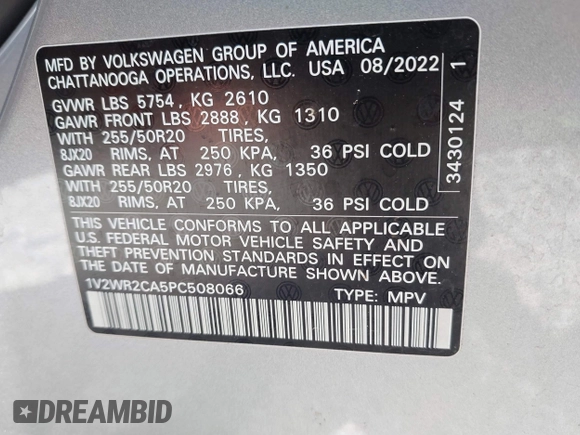 MFD BY VOLKSWAGEN GROUP OF AMERICA
CHATTANOOGA OPERATIONS, LLC. USA 08/2022
GVWR LBS 5754 , KG 2610
GAWR FRONT LBS 2888 , KG 1310
WITH 255/50R20 TIRES,
8JX20 RIMS, AT 250 KPA, 36 PSI COLD
GAWR REAR LBS 2976 , KG 1350
WITH 255/50R20 TIRES,
8JX20 RIMS, AT 250 KPA, 36 PSI COLD
THIS VEHICLE CONFORMS TO ALL APPLICABLE
U.S. FEDERAL MOTOR VEHICLE SAFETY AND
THEFT PREVENTION STANDARDS IN EFFECT ON
THE DATE OF MANUFACTURE SHOWN ABOVE.
1V2WR2CA5PC508066 TYPE: MPV
3430124 1
DREAMBID